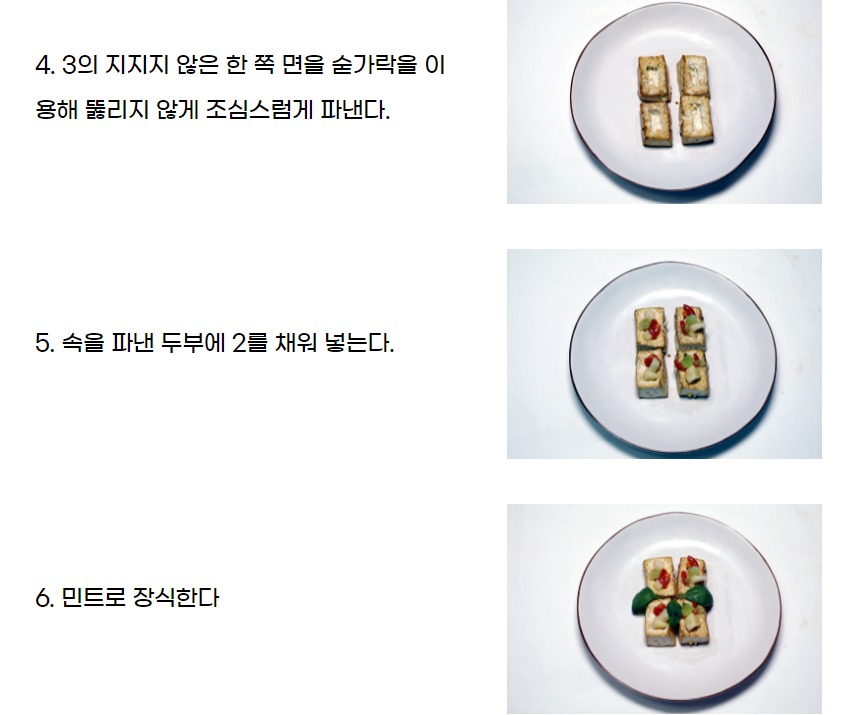 4. 3의 지지지 않은 한 쪽 면을 숟가락을 이
용해 뚫리지 않게 조심스럽게 파낸다.
5. 속을 파낸 두부에 2를 채워 넣는다.
6. 민트로 장식한다